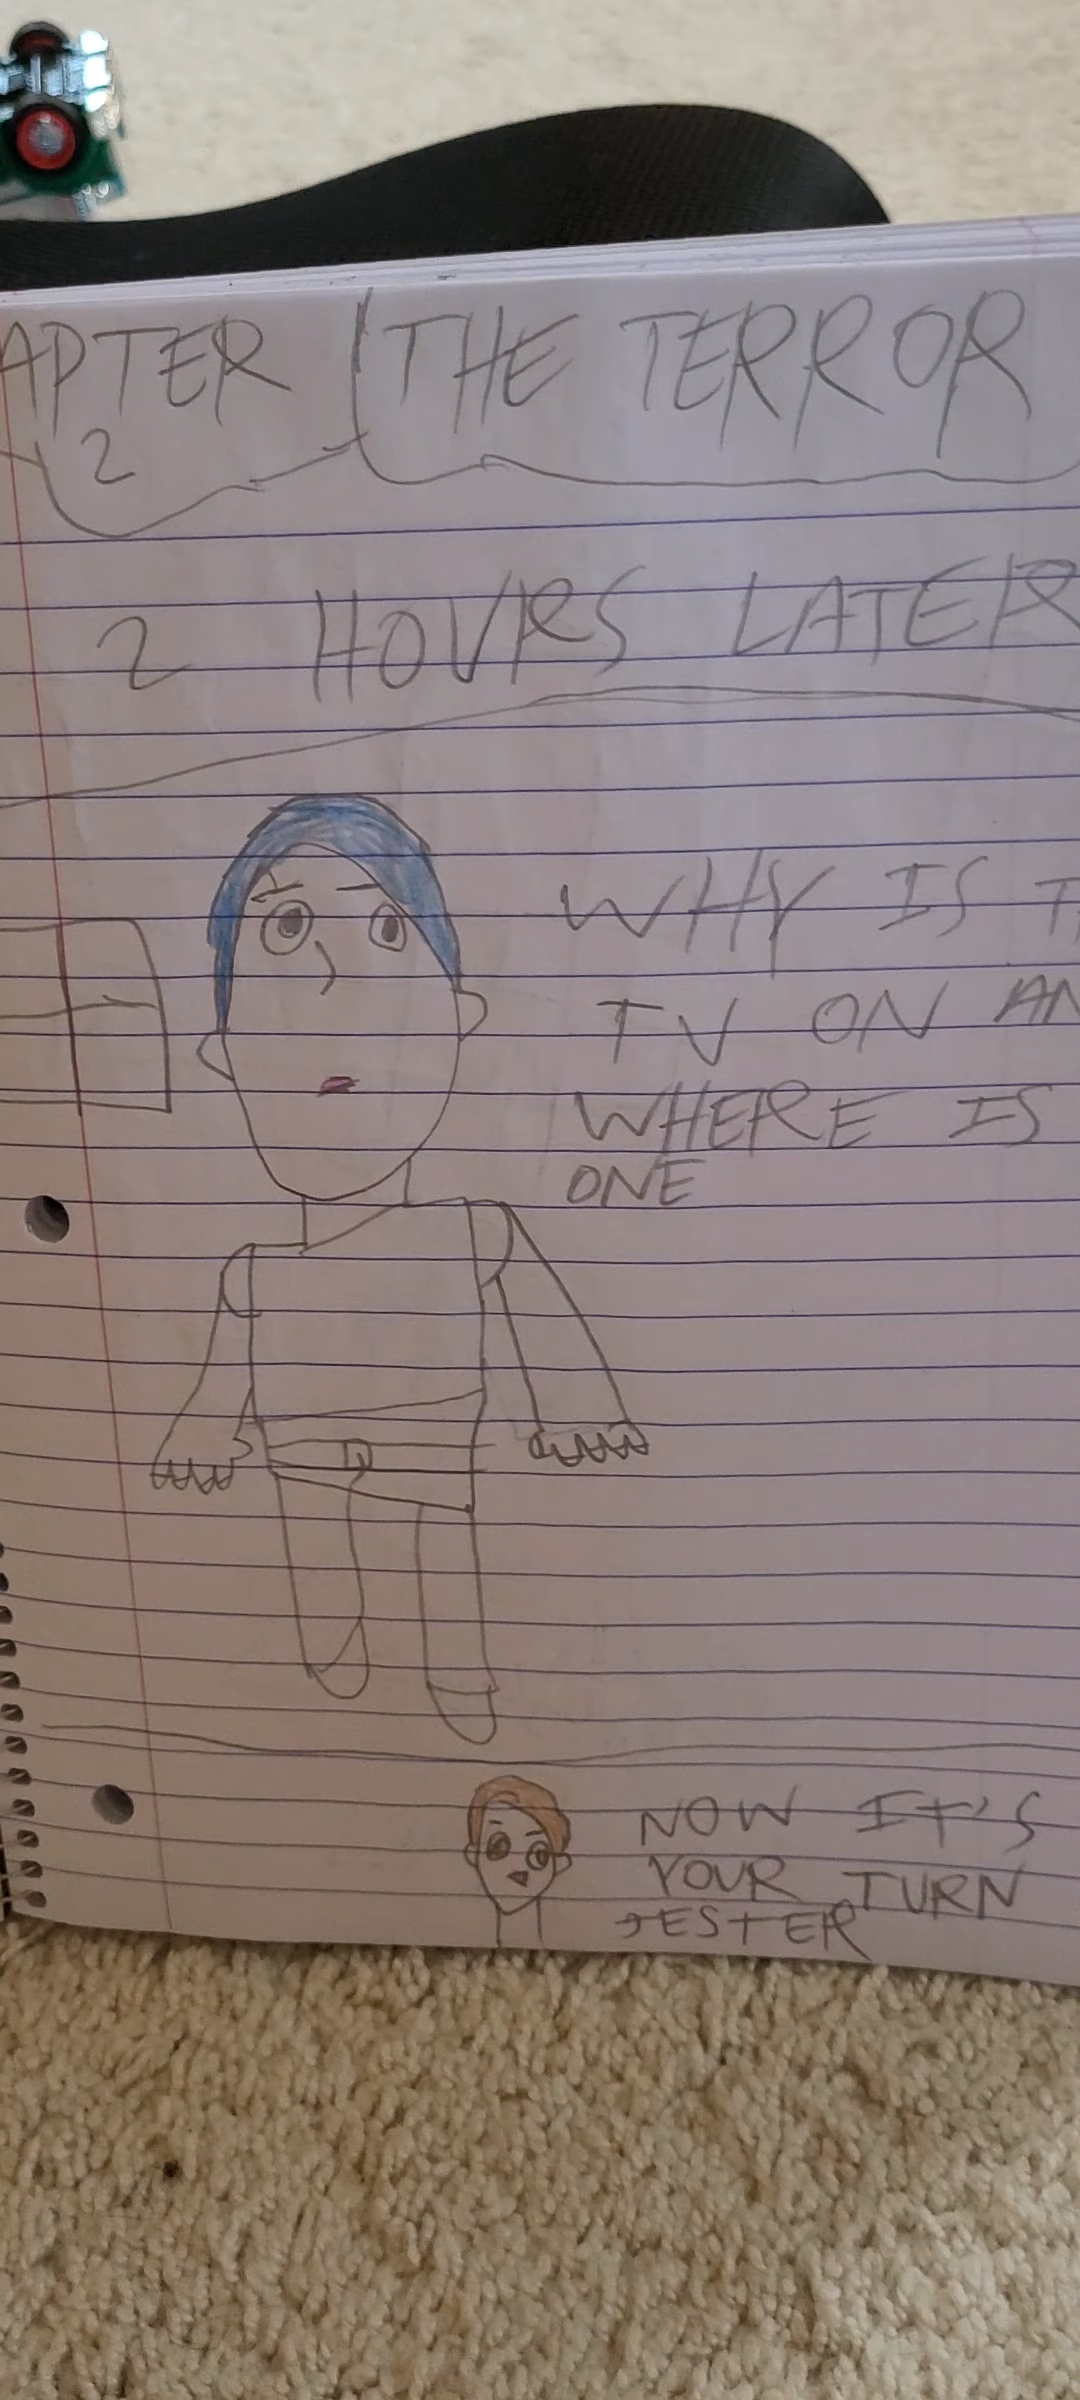 APTER THE TERROR
2
2 HOURS LATER
WHY IS T
TV ON AN
WHERE IS
ONE
NOW IT'S
YOUR TURN
JESTER